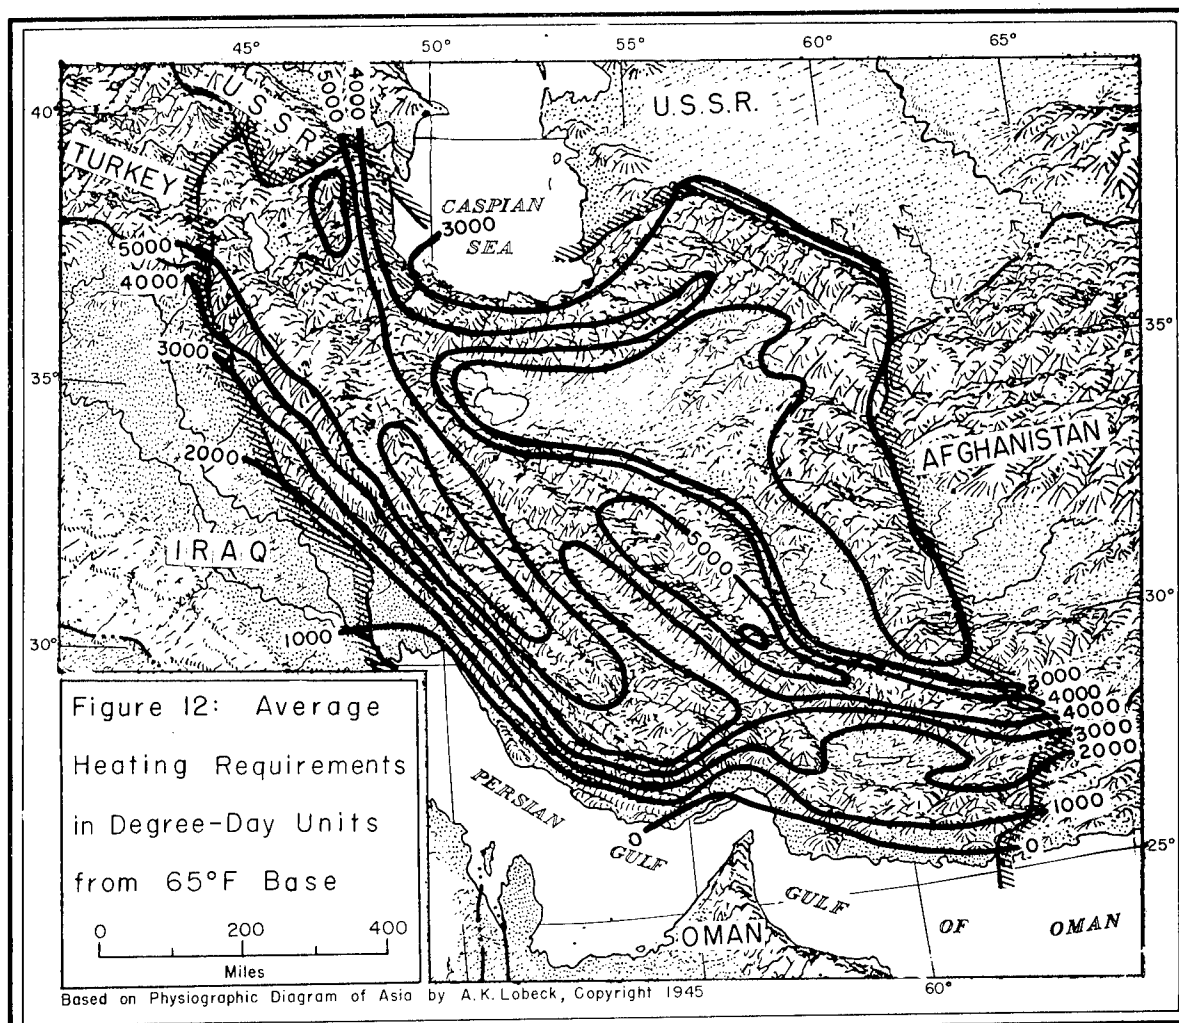 45°
50°
55°
60°
65°
40°
U.S.S.R.
5000
4000
U.S.S.R.
TURKEY
CASPIAN
3000
SEA
5000
4000
3000
35°
35°
2000
AFGHANISTAN
IRAQ
5000
30°
1000
30°
3000
4000
4000
3000
2000
1000
0
0
25°
PERSIAN
GULF
GULF
OF
OMAN
OMAN
60°
Figure 12: Average
Heating Requirements
in Degree-Day Units
from 65°F Base
0 200 400
Miles
Based on Physiographic Diagram of Asia by A.K. Lobeck, Copyright 1945